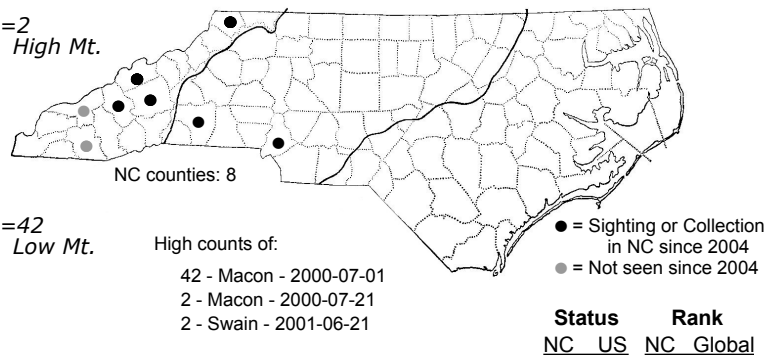 =2
High Mt.
NC counties: 8
=42
Low Mt.
High counts of:
42 - Macon - 2000-07-01
2 - Macon - 2000-07-21
2 - Swain - 2001-06-21
= Sighting or Collection
in NC since 2004
= Not seen since 2004
Status Rank
NC US NC Global